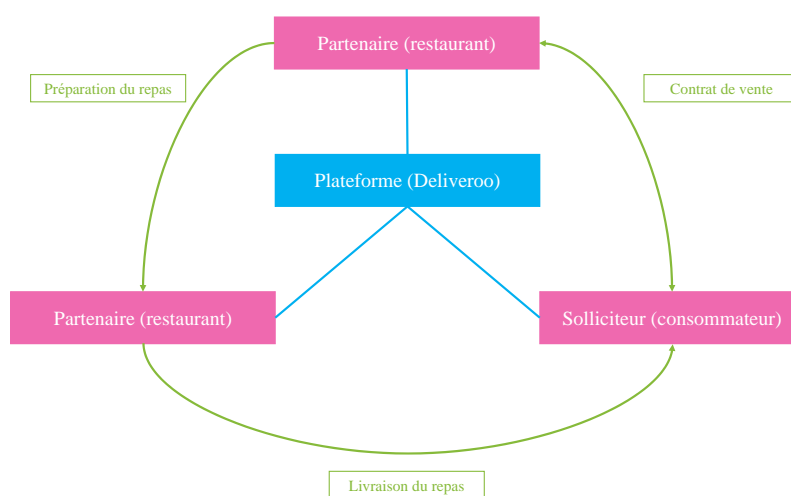 Partenaire (restaurant)
Préparation du repas
Contrat de vente
Plateforme (Deliveroo)
Partenaire (restaurant)
Solliciteur (consommateur)
Livraison du repas